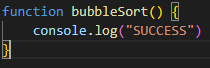 function bubbleSort() {
    console.log("SUCCESS")
}